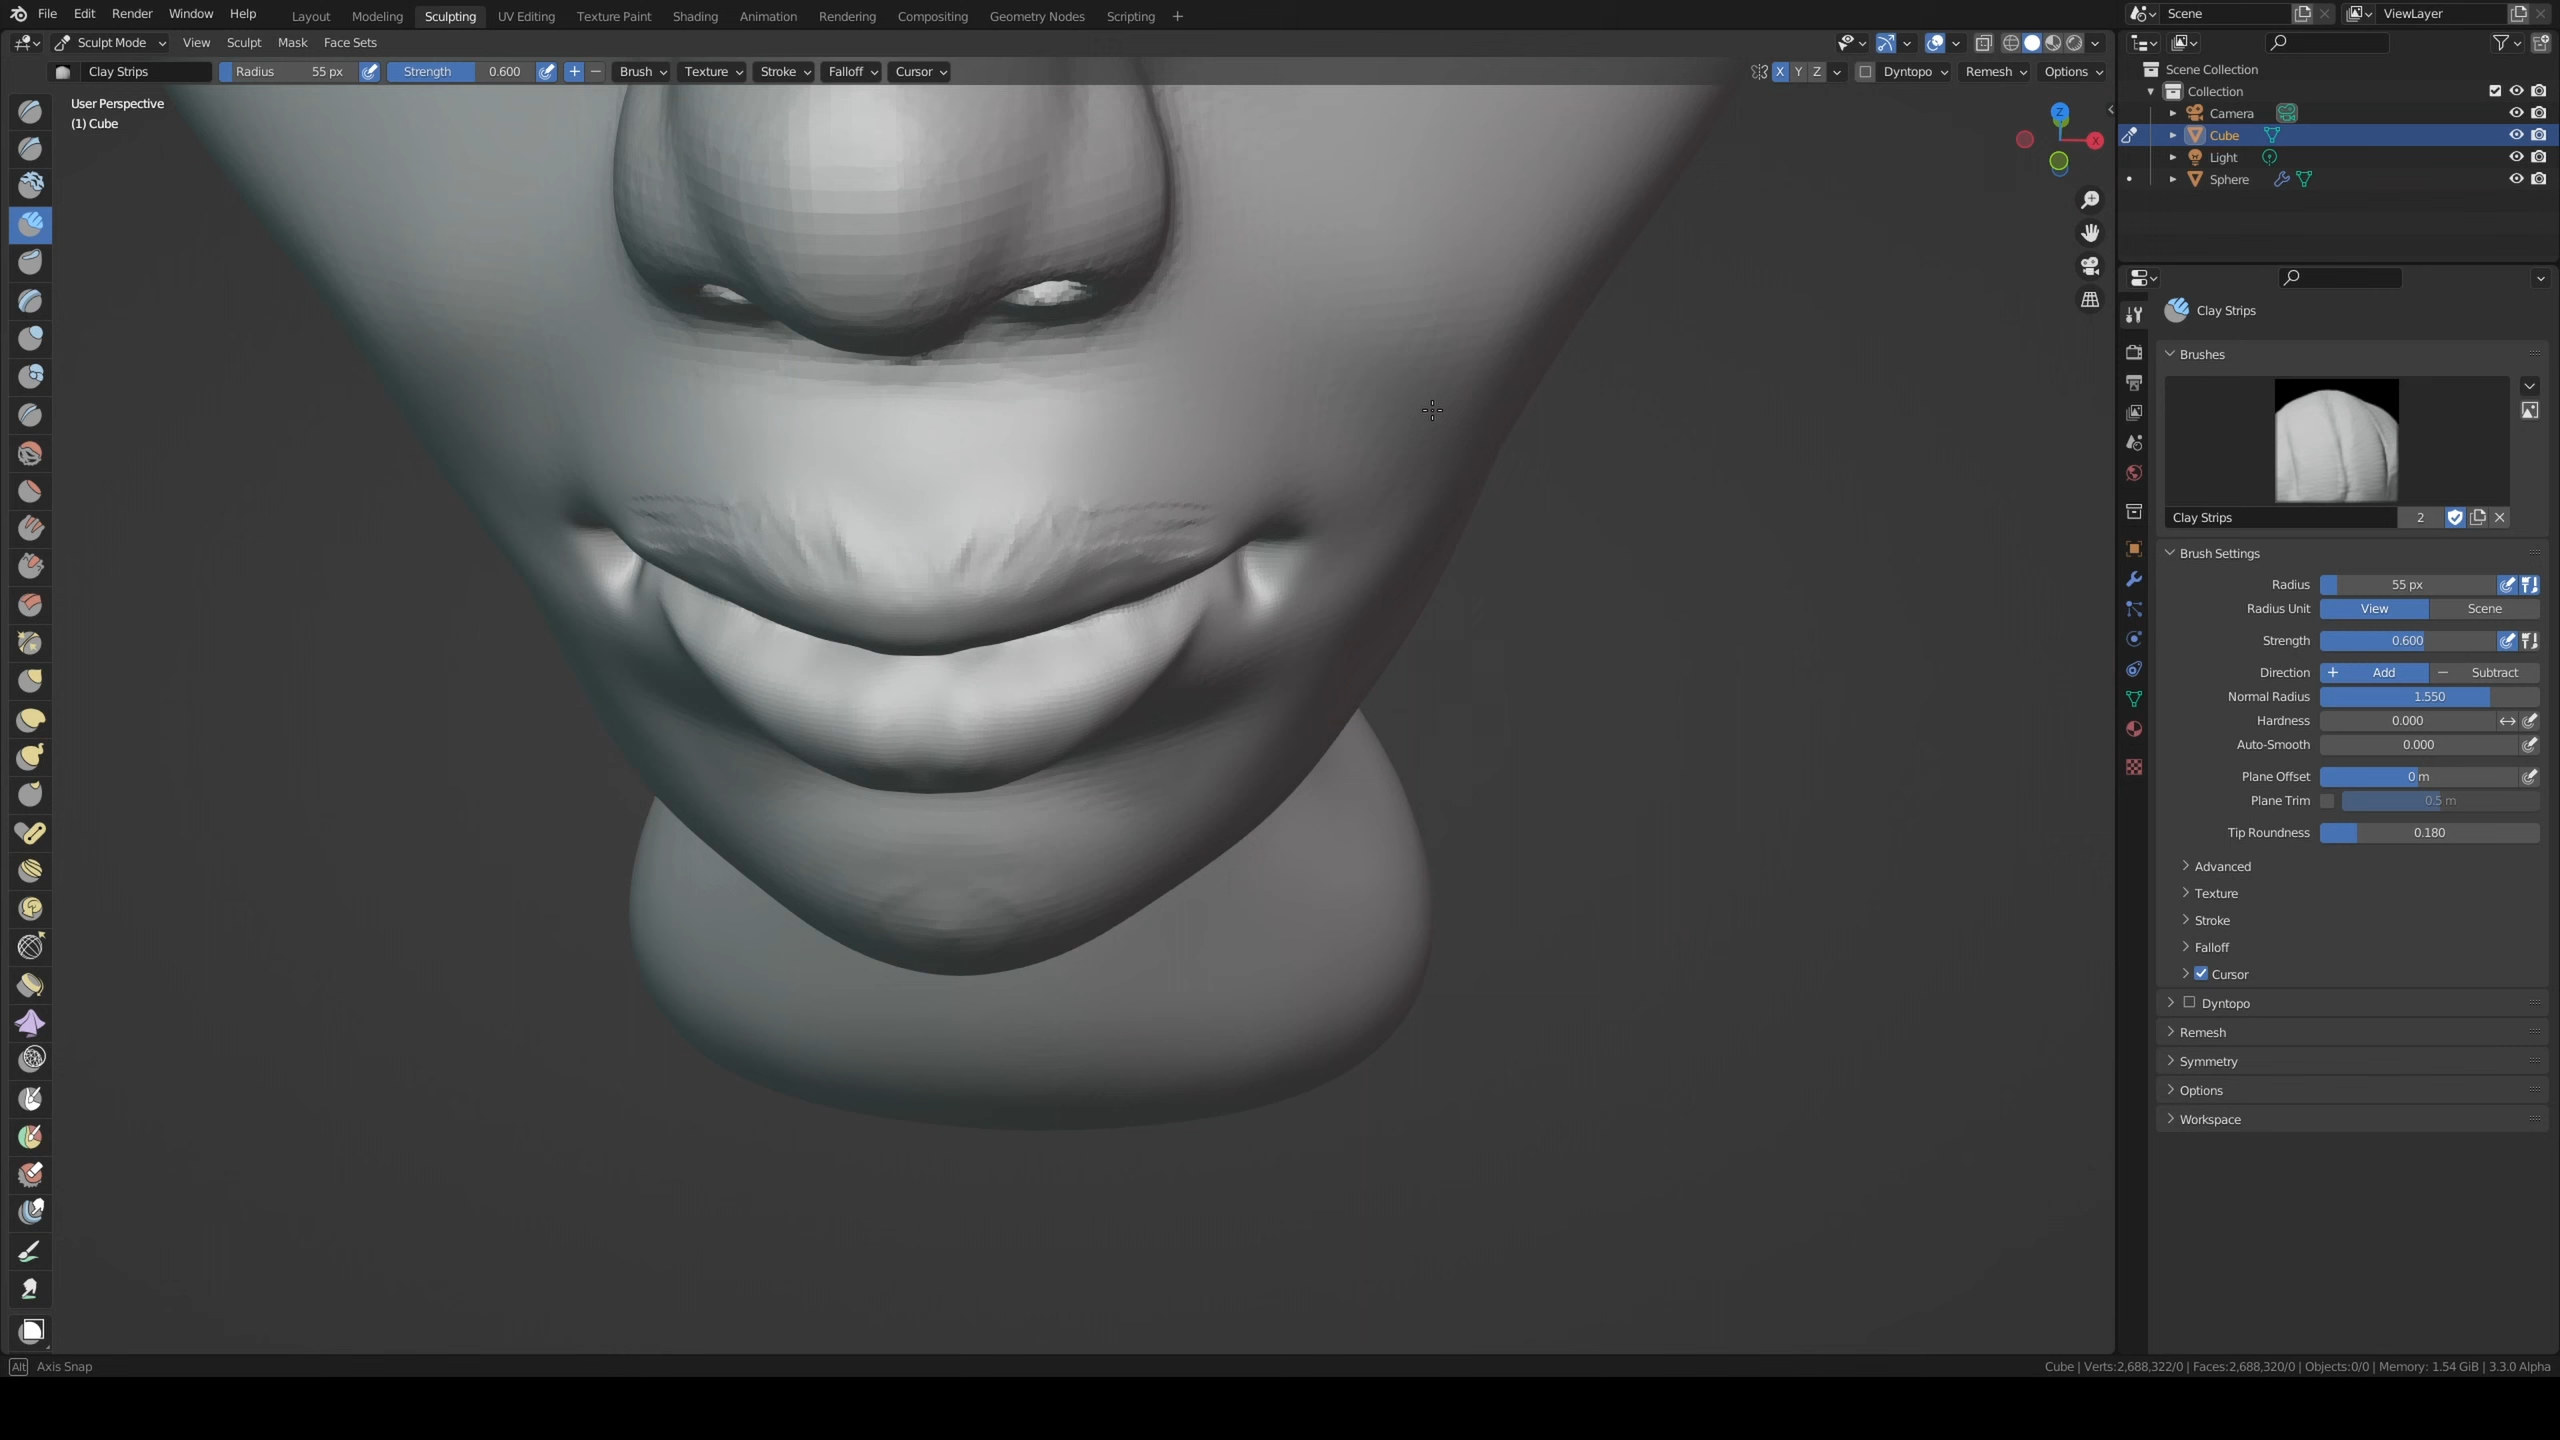 File Edit Render Window Help Layout Modeling Sculpting UV Editing Texture Paint Shading Animation Rendering Compositing Geometry Nodes Scripting + Scene ViewLayer
Sculpt Mode View Sculpt Mask Face Sets
Clay Strips Radius 55 px Strength 0.600 + − Brush Texture Stroke Falloff Cursor X Y Z Dyntopo Remesh Options
User Perspective
(1) Cube
Z
X
Scene Collection
Collection
Camera
Cube
Light
Sphere
Clay Strips
Brushes
Clay Strips 2
Brush Settings
Radius 55 px
Radius Unit View Scene
Strength 0.600
Direction + Add − Subtract
Normal Radius 1.550
Hardness 0.000
Auto-Smooth 0.000
Plane Offset 0 m
Plane Trim 0.5 m
Tip Roundness 0.180
Advanced
Texture
Stroke
Falloff
Cursor
Dyntopo
Remesh
Symmetry
Options
Workspace
Alt Axis Snap
Cube | Verts:2,688,322/0 | Faces:2,688,320/0 | Objects:0/0 | Memory: 1.54 GiB | 3.3.0 Alpha